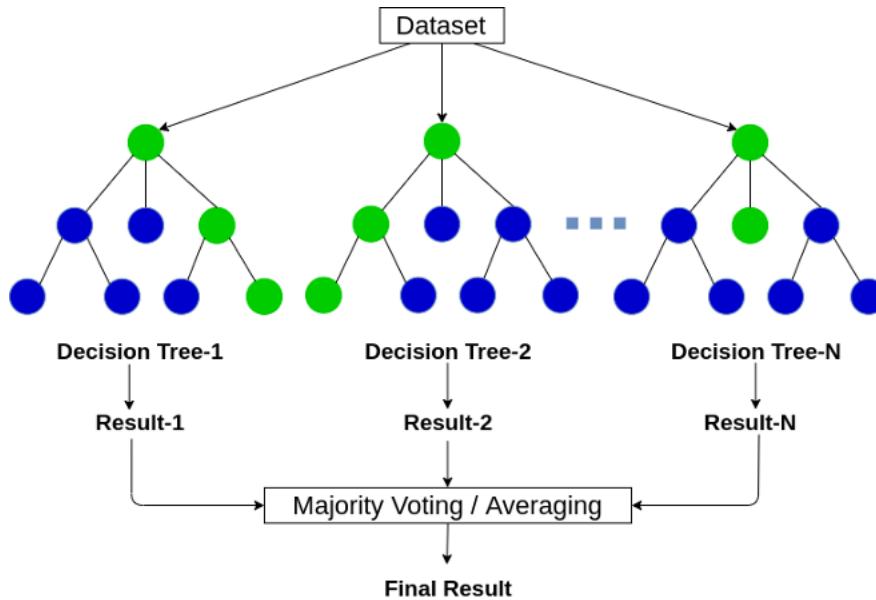 Dataset
Decision Tree-1
Decision Tree-2
Decision Tree-N
Result-1
Result-2
Result-N
Majority Voting / Averaging
Final Result